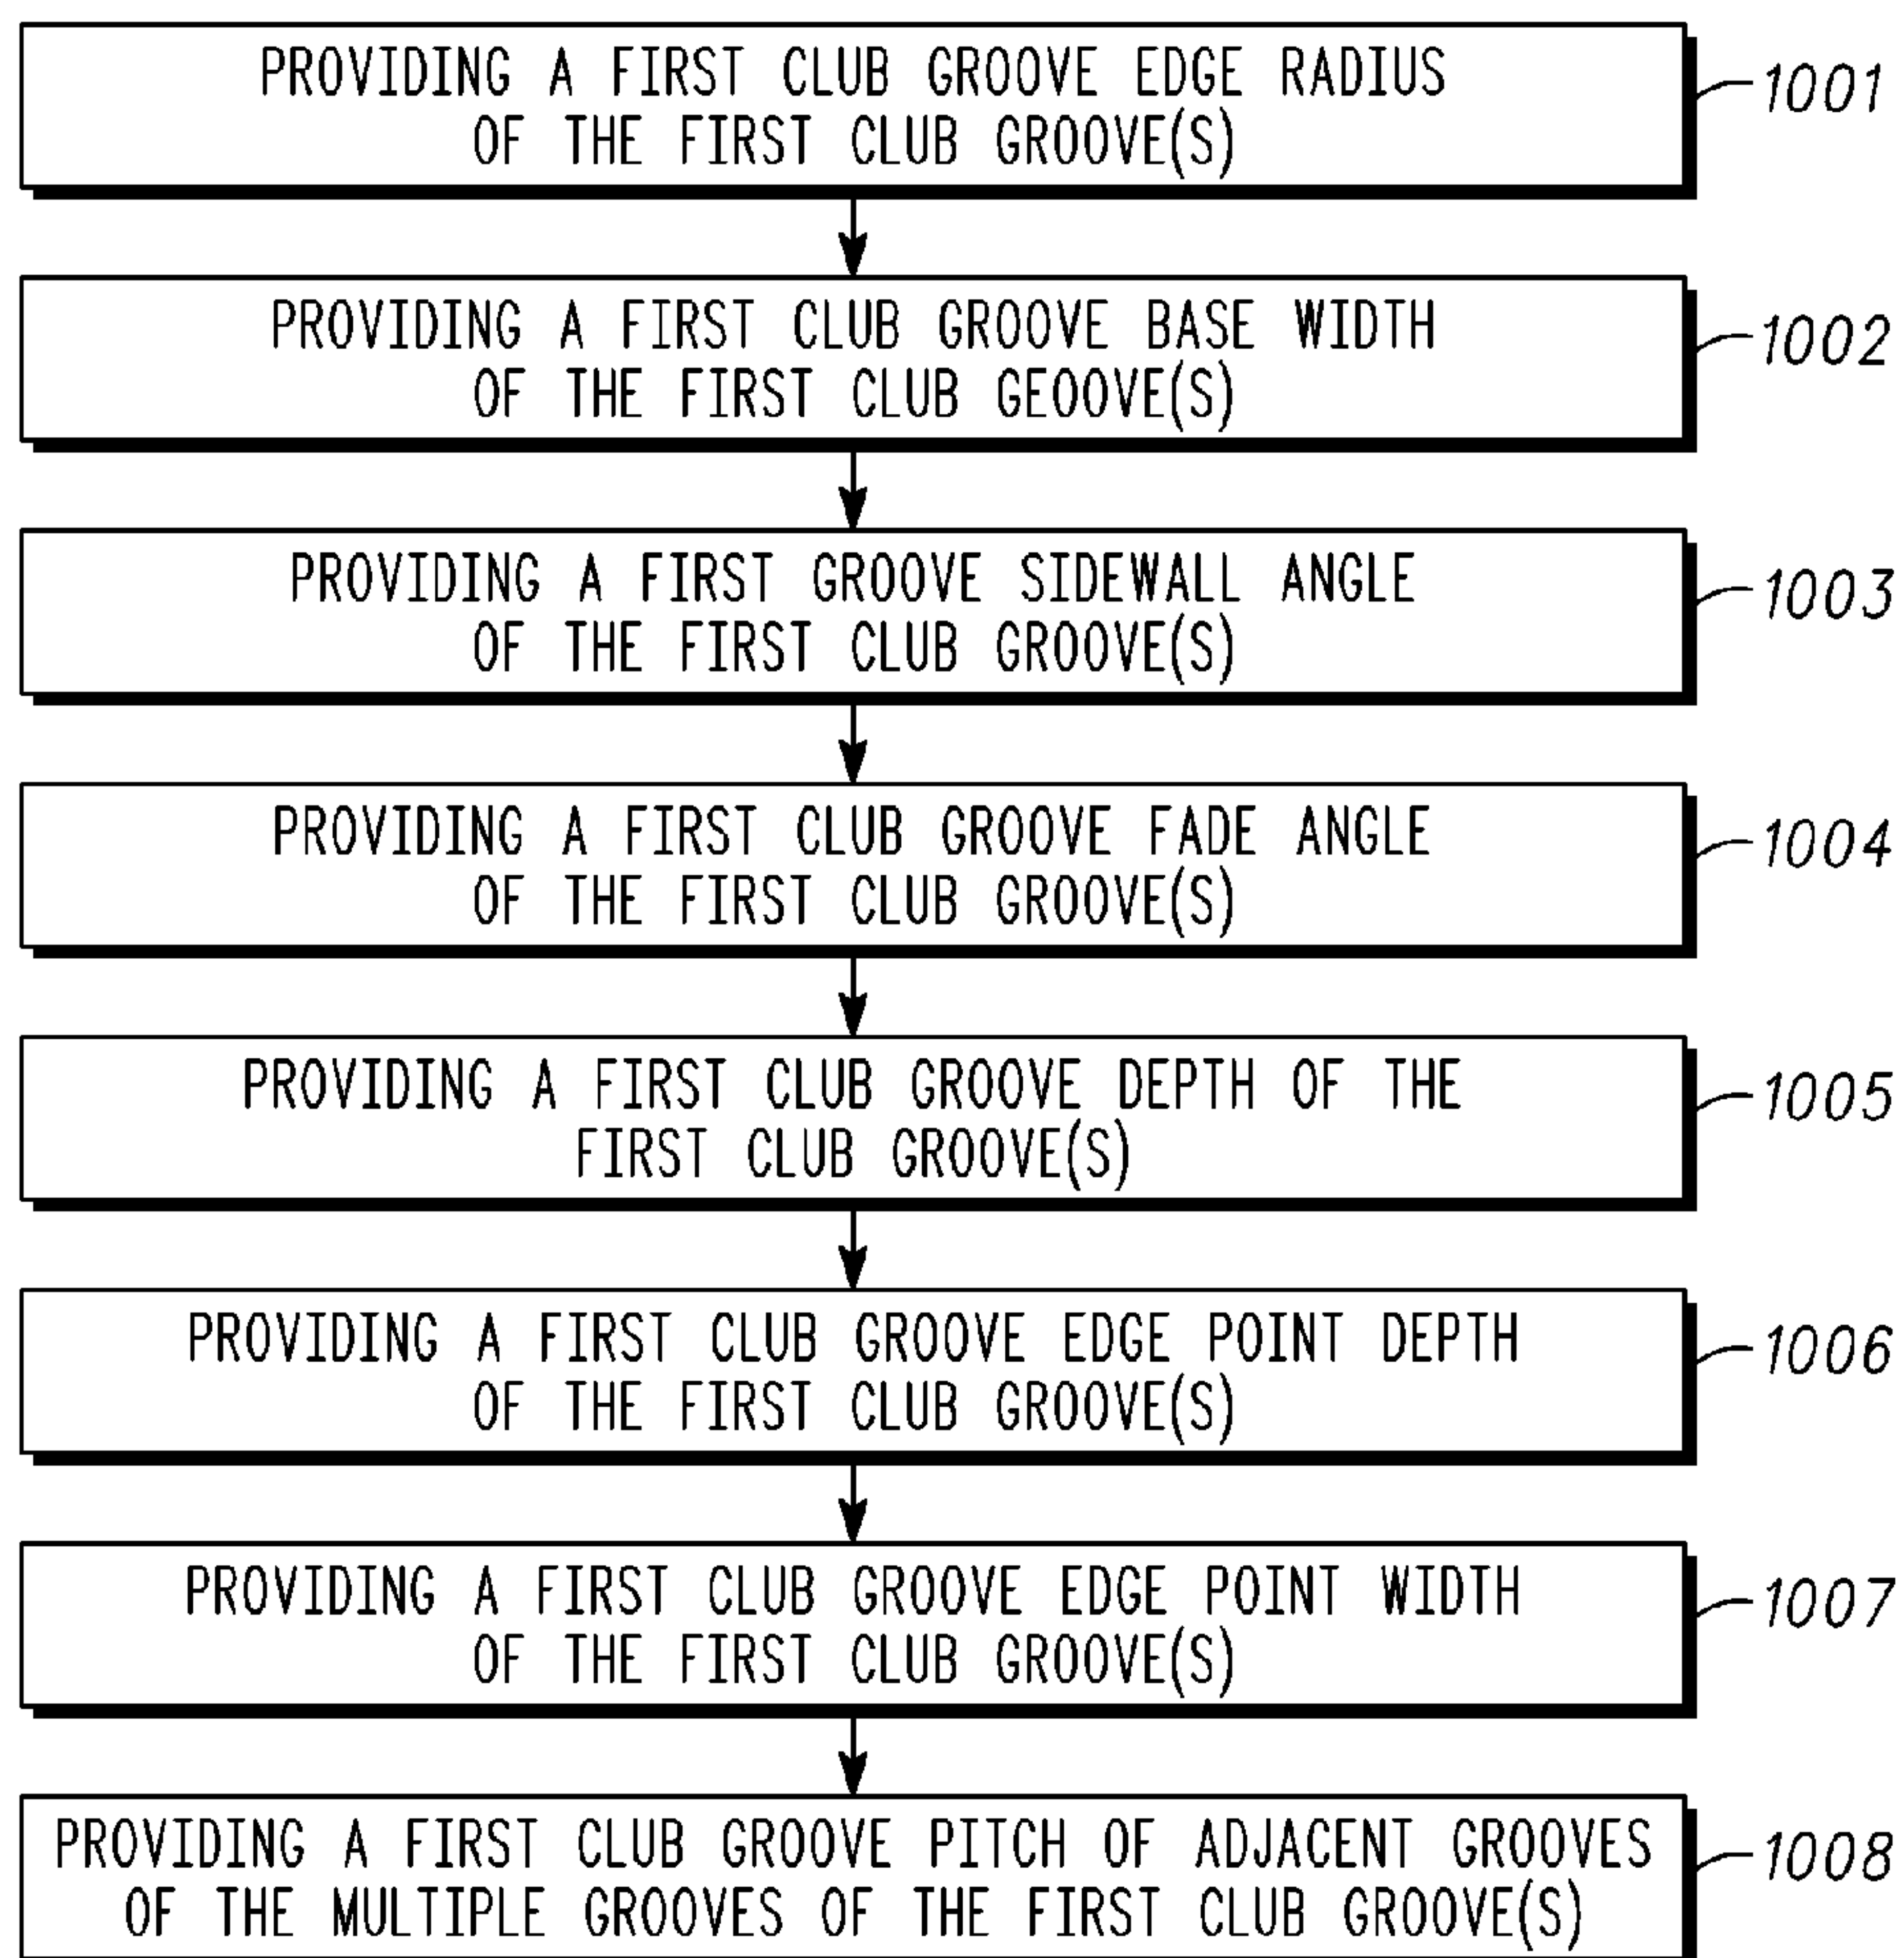 PROVIDING A FIRST CLUB GROOVE EDGE RADIUS
OF THE FIRST CLUB GROOVE(S)
1001
PROVIDING A FIRST CLUB GROOVE BASE WIDTH
OF THE FIRST CLUB GEOOVE(S)
1002
PROVIDING A FIRST GROOVE SIDEWALL ANGLE
OF THE FIRST CLUB GROOVE(S)
1003
PROVIDING A FIRST CLUB GROOVE FADE ANGLE
OF THE FIRST CLUB GROOVE(S)
1004
PROVIDING A FIRST CLUB GROOVE DEPTH OF THE
FIRST CLUB GROOVE(S)
1005
PROVIDING A FIRST CLUB GROOVE EDGE POINT DEPTH
OF THE FIRST CLUB GROOVE(S)
1006
PROVIDING A FIRST CLUB GROOVE EDGE POINT WIDTH
OF THE FIRST CLUB GROOVE(S)
1007
PROVIDING A FIRST CLUB GROOVE PITCH OF ADJACENT GROOVES
OF THE MULTIPLE GROOVES OF THE FIRST CLUB GROOVE(S)
1008